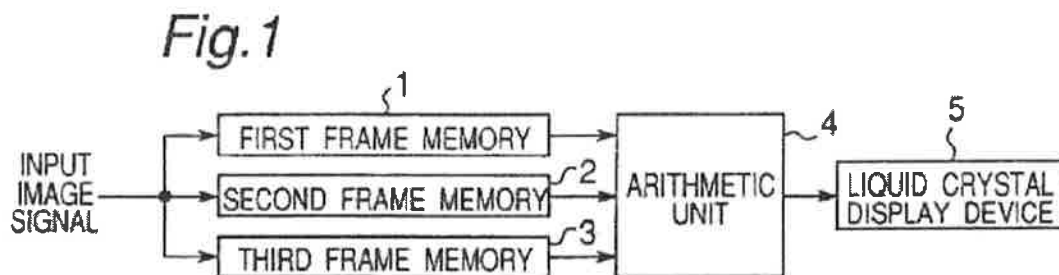 Fig.1
1
FIRST FRAME MEMORY
2
SECOND FRAME MEMORY
3
THIRD FRAME MEMORY
INPUT
IMAGE
SIGNAL
4
ARITHMETIC
UNIT
5
LIQUID CRYSTAL
DISPLAY DEVICE